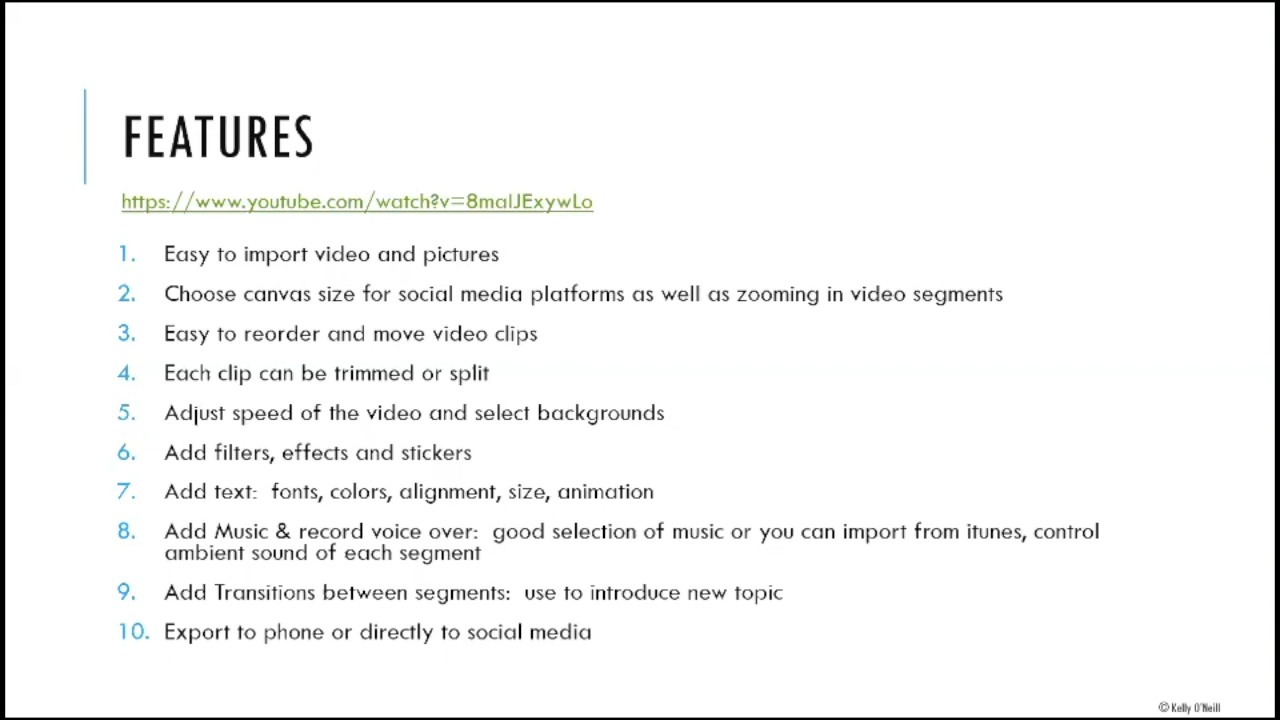 FEATURES
https://www.youtube.com/watch?v=8maIJExywLo
1. Easy to import video and pictures
2. Choose canvas size for social media platforms as well as zooming in video segments
3. Easy to reorder and move video clips
4. Each clip can be trimmed or split
5. Adjust speed of the video and select backgrounds
6. Add filters, effects and stickers
7. Add text:  fonts, colors, alignment, size, animation
8. Add Music & record voice over:  good selection of music or you can import from itunes, control
ambient sound of each segment
9. Add Transitions between segments:  use to introduce new topic
10. Export to phone or directly to social media
© Kelly O'Neill